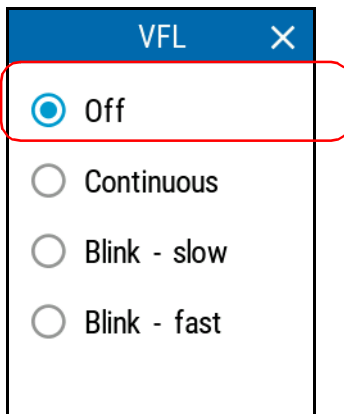 VFL
Off
Continuous
Blink - slow
Blink - fast